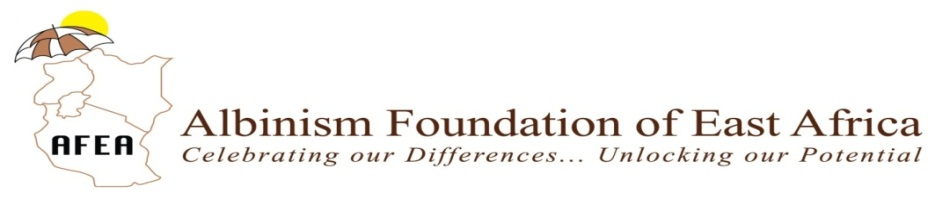 AFEA
Albinism Foundation of East Africa
Celebrating our Differences... Unlocking our Potential